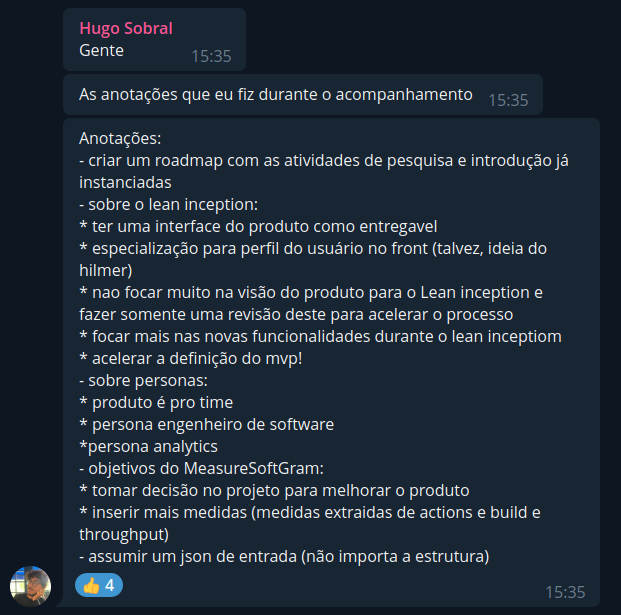 Hugo Sobral
Gente
15:35
As anotações que eu fiz durante o acompanhamento
15:35
Anotações:
- criar um roadmap com as atividades de pesquisa e introdução já
instanciadas
- sobre o lean inception:
* ter uma interface do produto como entregavel
* especialização para perfil do usuário no front (talvez, ideia do
hilmer)
* nao focar muito na visão do produto para o Lean inception e
fazer somente uma revisão deste para acelerar o processo
* focar mais nas novas funcionalidades durante o lean inceptiom
* acelerar a definição do mvp!
- sobre personas:
* produto é pro time
* persona engenheiro de software
*persona analytics
- objetivos do MeasureSoftGram:
* tomar decisão no projeto para melhorar o produto
* inserir mais medidas (medidas extraidas de actions e build e
throughput)
- assumir um json de entrada (não importa a estrutura)
👍 4
15:35